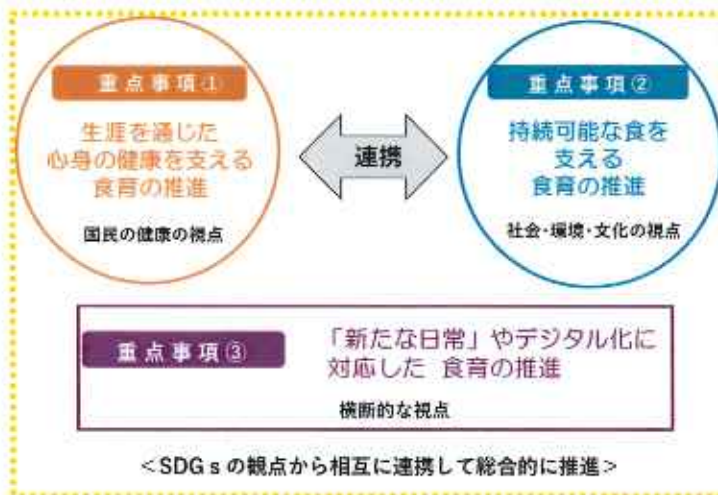 重点事項①
生涯を通じた
心身の健康を支える
食育の推進
国民の健康の視点
連携
重点事項②
持続可能な食を
支える
食育の推進
社会・環境・文化の視点
重点事項③
「新たな日常」やデジタル化に
対応した 食育の推進
横断的な視点
<SDGsの観点から相互に連携して総合的に推進>